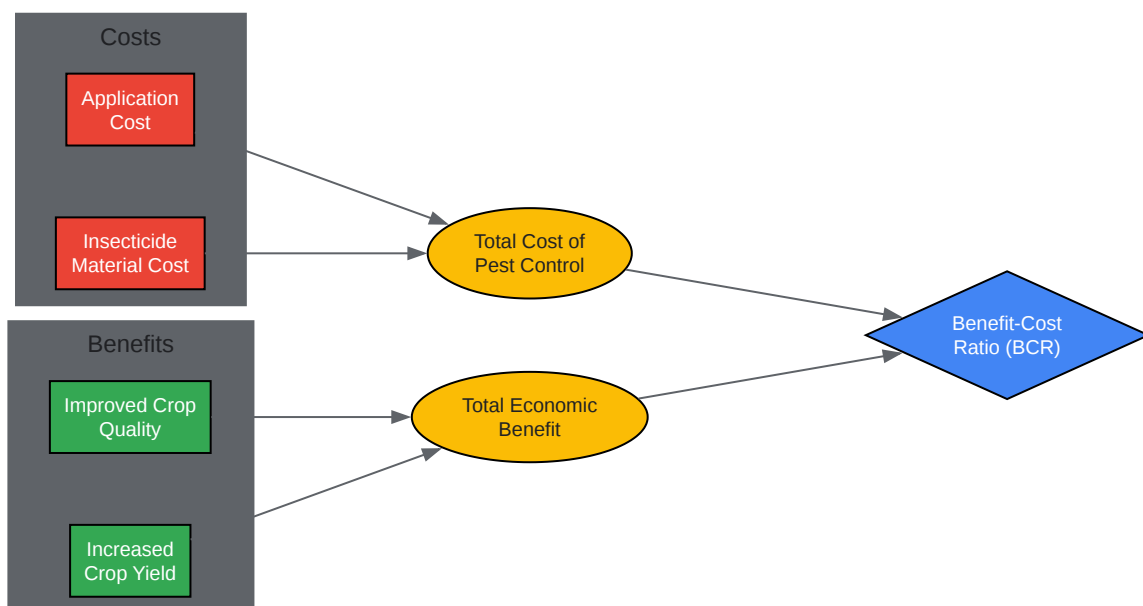 Costs
Application
Cost
Insecticide
Material Cost
Total Cost of
Pest Control
Benefits
Improved Crop
Quality
Increased
Crop Yield
Total Economic
Benefit
Benefit-Cost
Ratio (BCR)